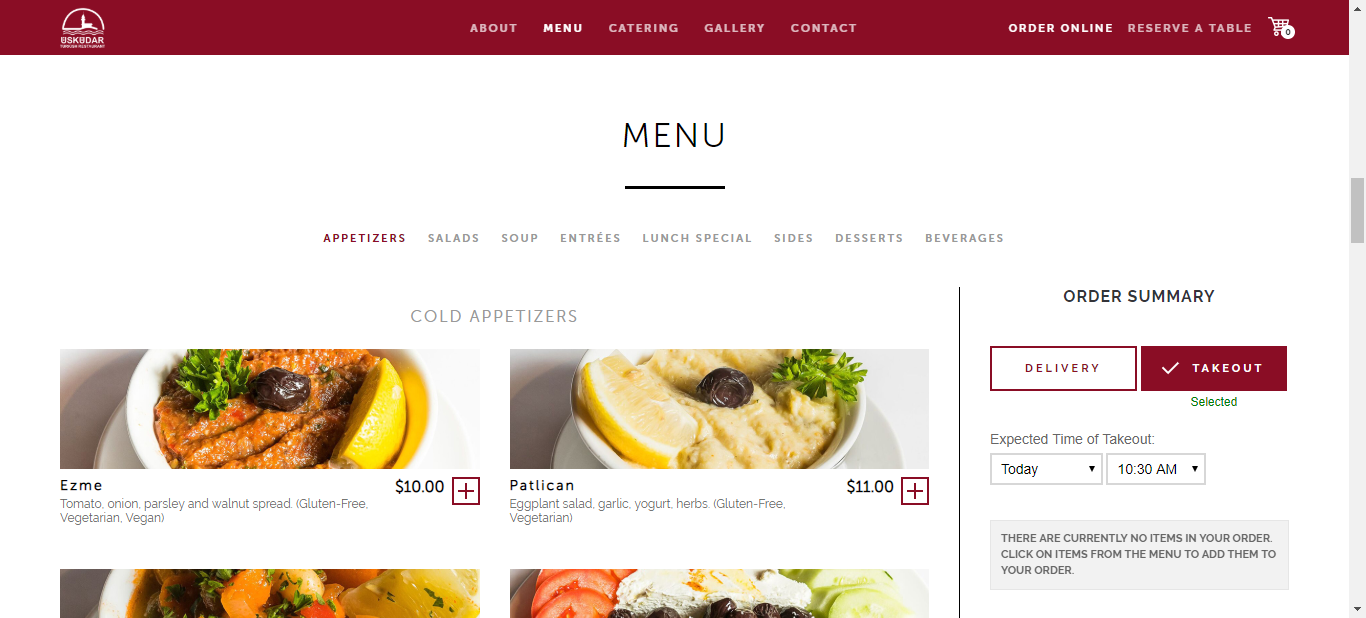 ÜSKÜDAR
TURKISH RESTAURANT
ABOUT
MENU
CATERING
GALLERY
CONTACT
ORDER ONLINE
RESERVE A TABLE
0
MENU
APPETIZERS
SALADS
SOUP
ENTRÉES
LUNCH SPECIAL
SIDES
DESSERTS
BEVERAGES
COLD APPETIZERS
Ezme
$10.00
Tomato, onion, parsley and walnut spread. (Gluten-Free,
Vegetarian, Vegan)
Patlican
$11.00
Eggplant salad, garlic, yogurt, herbs. (Gluten-Free,
Vegetarian)
ORDER SUMMARY
DELIVERY
TAKEOUT
Selected
Expected Time of Takeout:
Today
10:30 AM
THERE ARE CURRENTLY NO ITEMS IN YOUR ORDER.
CLICK ON ITEMS FROM THE MENU TO ADD THEM TO
YOUR ORDER.